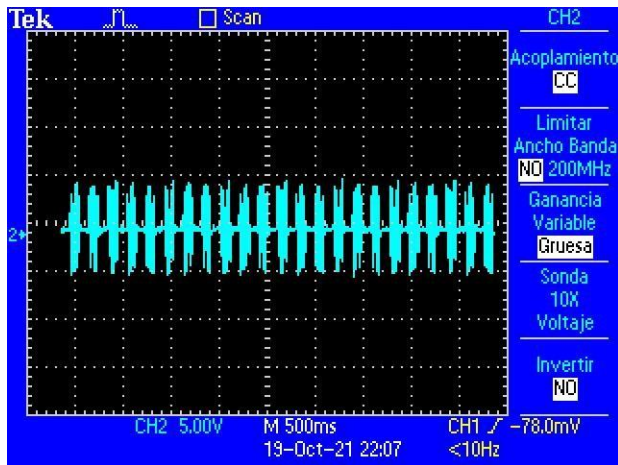 Tek Scan CH2
Acoplamiento
CC
Limitar
Ancho Banda
NO 200MHz
Ganancia
Variable
Gruesa
2
Sonda
10X
Voltaje
Invertir
NO
CH2 5.00V M 500ms CH1 -78.0mV
19-Oct-21 22:07 <10Hz